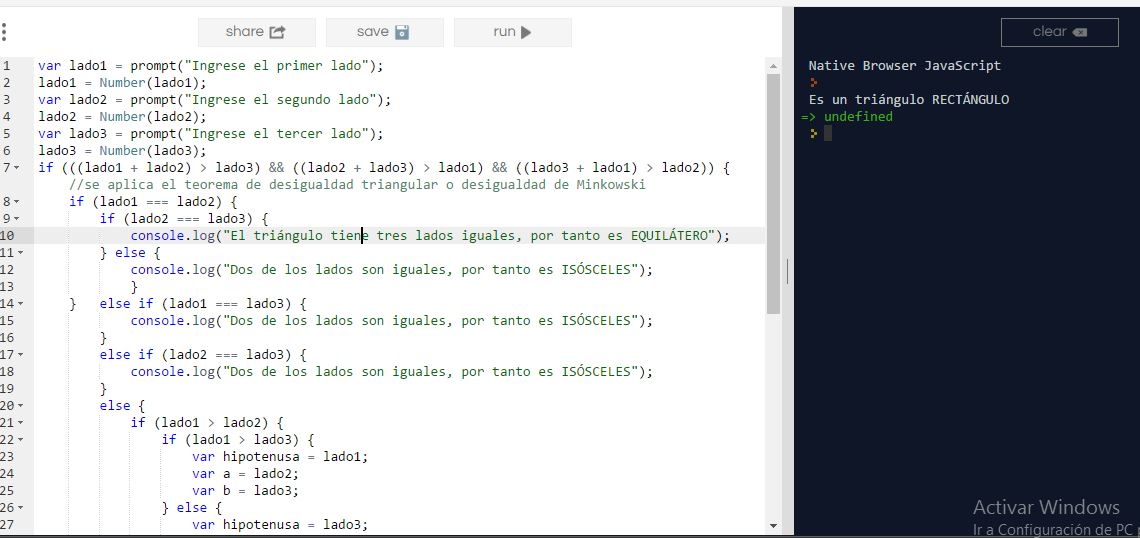 share save run
1 var lado1 = prompt("Ingrese el primer lado");
2 lado1 = Number(lado1);
3 var lado2 = prompt("Ingrese el segundo lado");
4 lado2 = Number(lado2);
5 var lado3 = prompt("Ingrese el tercer lado");
6 lado3 = Number(lado3);
7 if (((lado1 + lado2) > lado3) && ((lado2 + lado3) > lado1) && ((lado3 + lado1) > lado2)) {
//se aplica el teorema de desigualdad triangular o desigualdad de Minkowski
8 if (lado1 === lado2) {
9 if (lado2 === lado3) {
10 console.log("El triángulo tiene tres lados iguales, por tanto es EQUILÁTERO");
11 } else {
12 console.log("Dos de los lados son iguales, por tanto es ISÓSCELES");
13 }
14 } else if (lado1 === lado3) {
15 console.log("Dos de los lados son iguales, por tanto es ISÓSCELES");
16 }
17 else if (lado2 === lado3) {
18 console.log("Dos de los lados son iguales, por tanto es ISÓSCELES");
19 }
20 else {
21 if (lado1 > lado2) {
22 if (lado1 > lado3) {
23 var hipotenusa = lado1;
24 var a = lado2;
25 var b = lado3;
26 } else {
27 var hipotenusa = lado3;
clear
Native Browser JavaScript
Es un triángulo RECTÁNGULO
=> undefined
Activar Windows
Ir a Configuración de PC